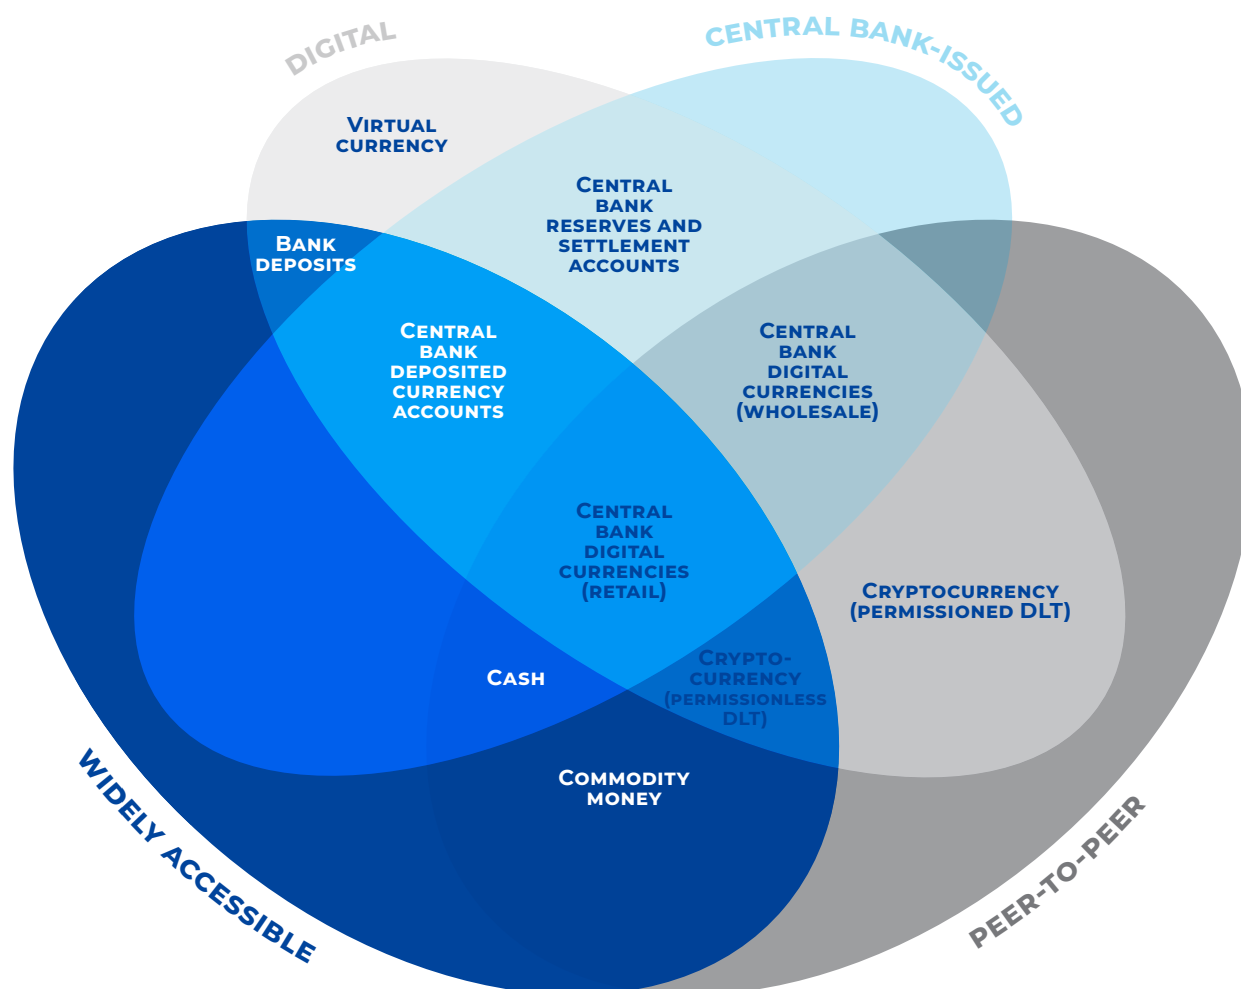 DIGITAL
CENTRAL BANK-ISSUED
VIRTUAL
CURRENCY
CENTRAL
BANK
RESERVES AND
SETTLEMENT
ACCOUNTS
BANK
DEPOSITS
CENTRAL
BANK
DEPOSITED
CURRENCY
ACCOUNTS
CENTRAL
BANK
DIGITAL
CURRENCIES
(WHOLESALE)
CENTRAL
BANK
DIGITAL
CURRENCIES
(RETAIL)
CRYPTOCURRENCY
(PERMISSIONED DLT)
CASH
CRYPTO-
CURRENCY
(PERMISSIONLESS
DLT)
COMMODITY
MONEY
WIDELY ACCESSIBLE
PEER-TO-PEER